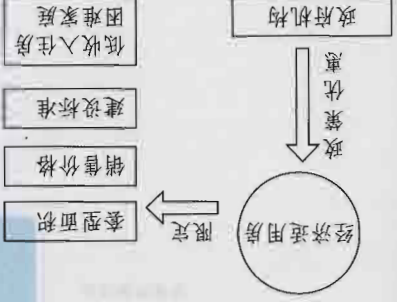 经济适用房
限定
套型面积
销售价格
建设标准
低收入住房
困难家庭
政策优惠
政府机构